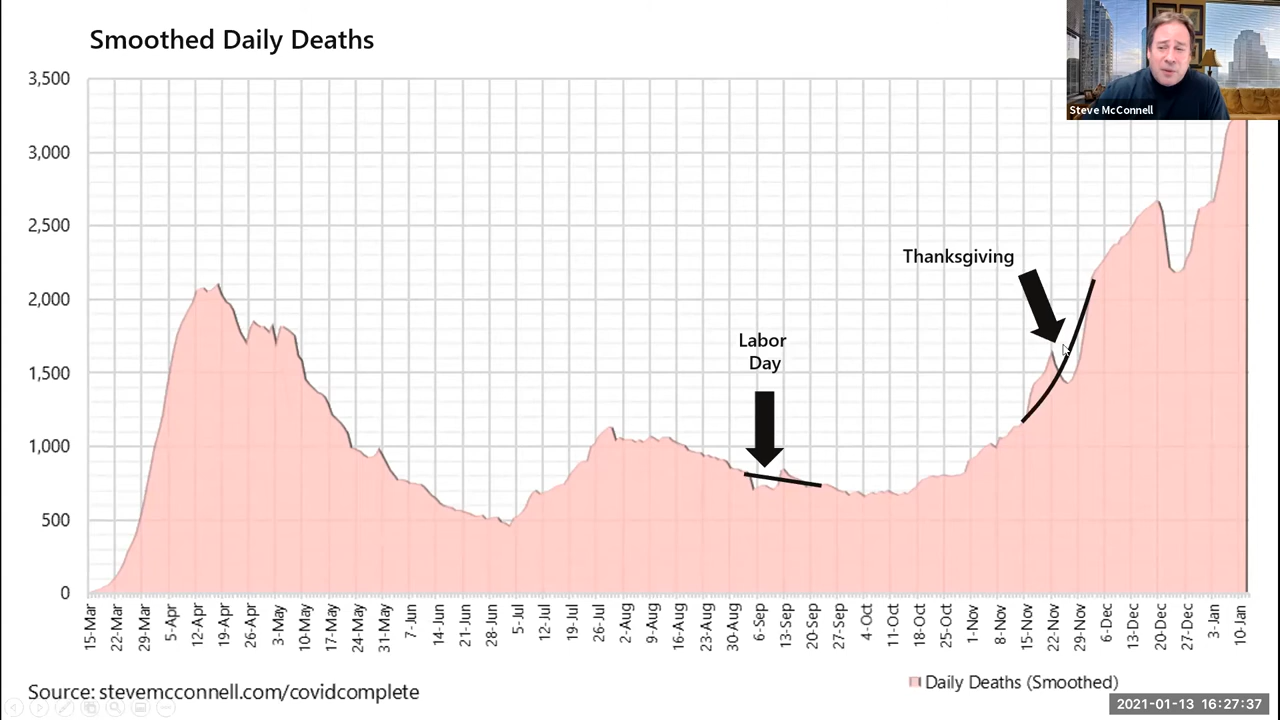 Smoothed Daily Deaths
Steve McConnell
3,500
3,000
2,500
2,000
1,500
1,000
500
0
Thanksgiving
Labor
Day
15-Mar
22-Mar
29-Mar
5-Apr
12-Apr
19-Apr
26-Apr
3-May
10-May
17-May
24-May
31-May
7-Jun
14-Jun
21-Jun
28-Jun
5-Jul
12-Jul
19-Jul
26-Jul
2-Aug
9-Aug
16-Aug
23-Aug
30-Aug
6-Sep
13-Sep
20-Sep
27-Sep
4-Oct
11-Oct
18-Oct
25-Oct
1-Nov
8-Nov
15-Nov
22-Nov
29-Nov
6-Dec
13-Dec
20-Dec
27-Dec
3-Jan
10-Jan
Daily Deaths (Smoothed)
Source: stevemcconnell.com/covidcomplete
2021-01-13 16:27:37